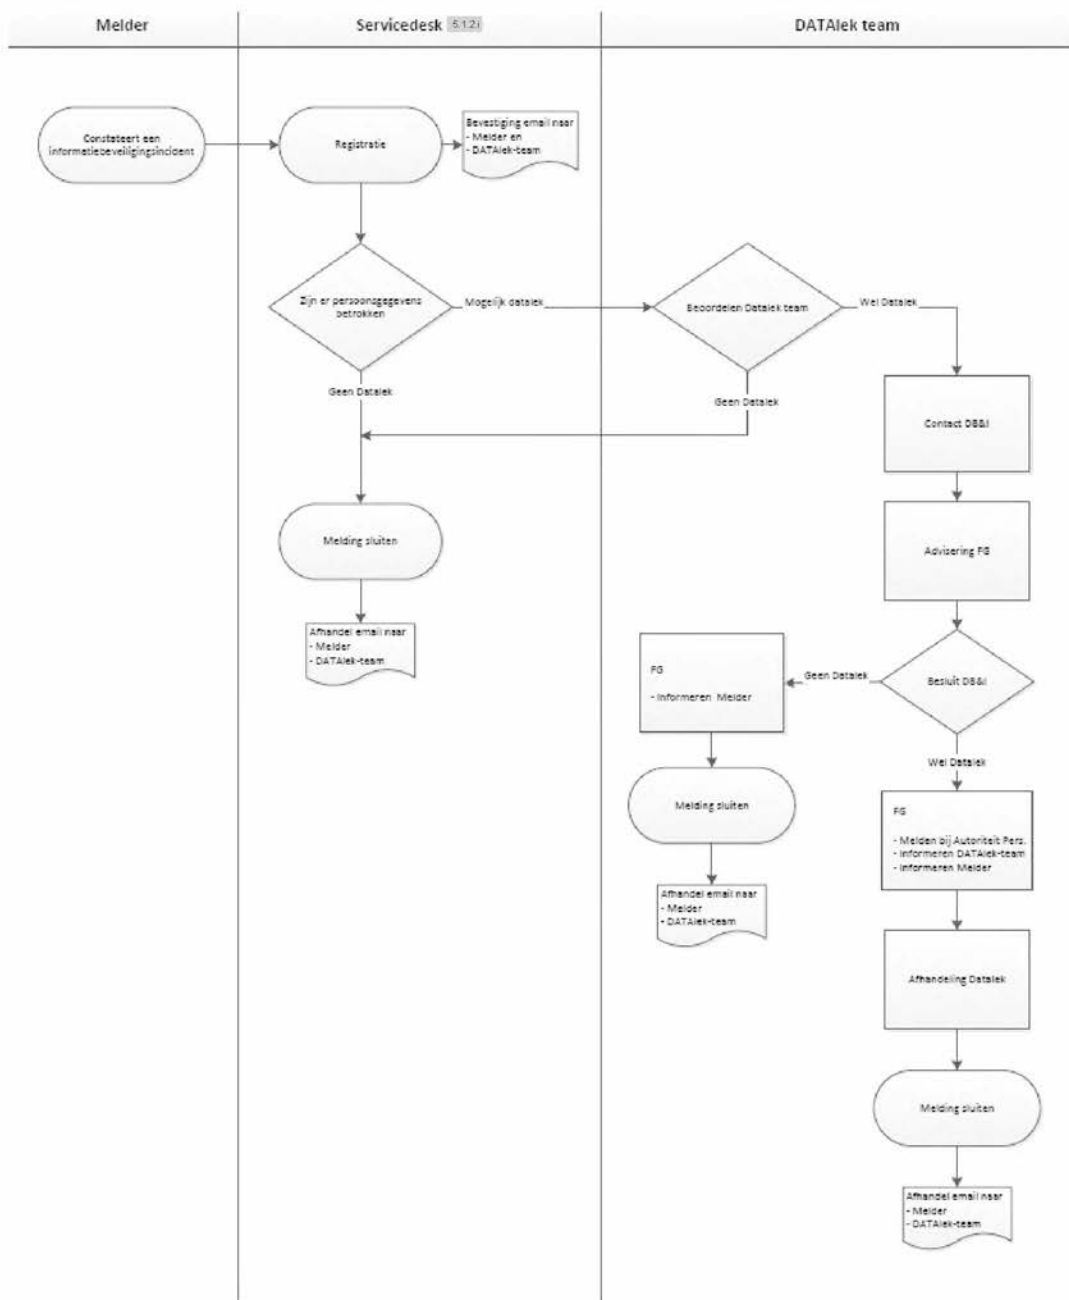 Melder
Servicedesk 5.1.2.i
DATAlek team
Constateert een
informatiebeveiligingsincident
Registratie
Bevestiging email naar
- Melder en
- DATAlek-team
Zijn er persoonsgegevens
betrokken
Mogelijk datalek
Beoordelen Datalek team
Wel Datalek
Geen Datalek
Geen Datalek
Contact DB&I
Melding sluiten
Advisering FG
Afhandel email naar
- Melder
- DATAlek-team
FG
- Informeren Melder
Geen Datalek
Besluit DB&I
Wel Datalek
Melding sluiten
FG
- Melden bij Autoriteit Pers.
- Informeren DATAlek-team
- Informeren Melder
Afhandel email naar
- Melder
- DATAlek-team
Afhandeling Datalek
Melding sluiten
Afhandel email naar
- Melder
- DATAlek-team